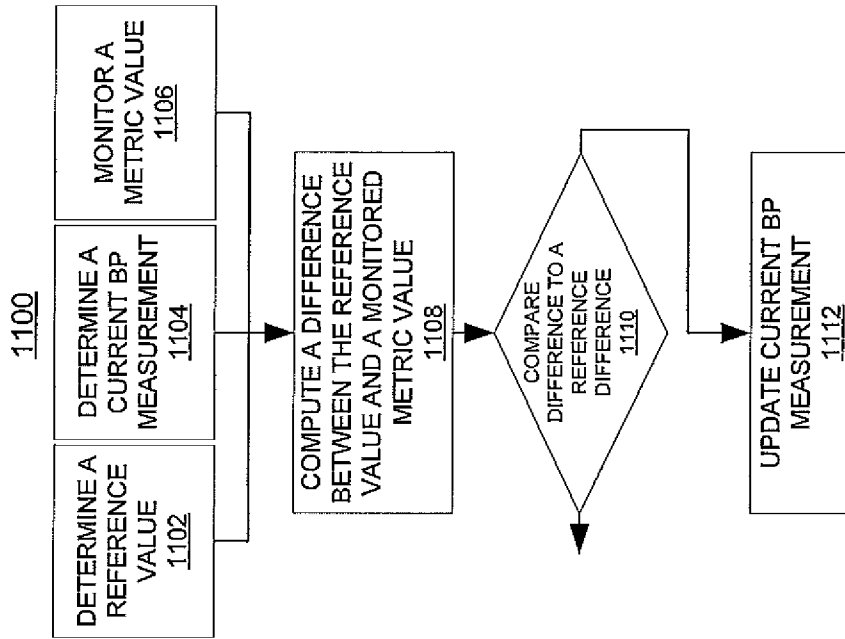 1100
DETERMINE A
REFERENCE
VALUE
1102
DETERMINE A
CURRENT BP
MEASUREMENT
1104
MONITOR A
METRIC VALUE
1106
COMPUTE A DIFFERENCE
BETWEEN THE REFERENCE
VALUE AND A MONITORED
METRIC VALUE
1108
COMPARE
DIFFERENCE TO A
REFERENCE
DIFFERENCE
1110
UPDATE CURRENT BP
MEASUREMENT
1112